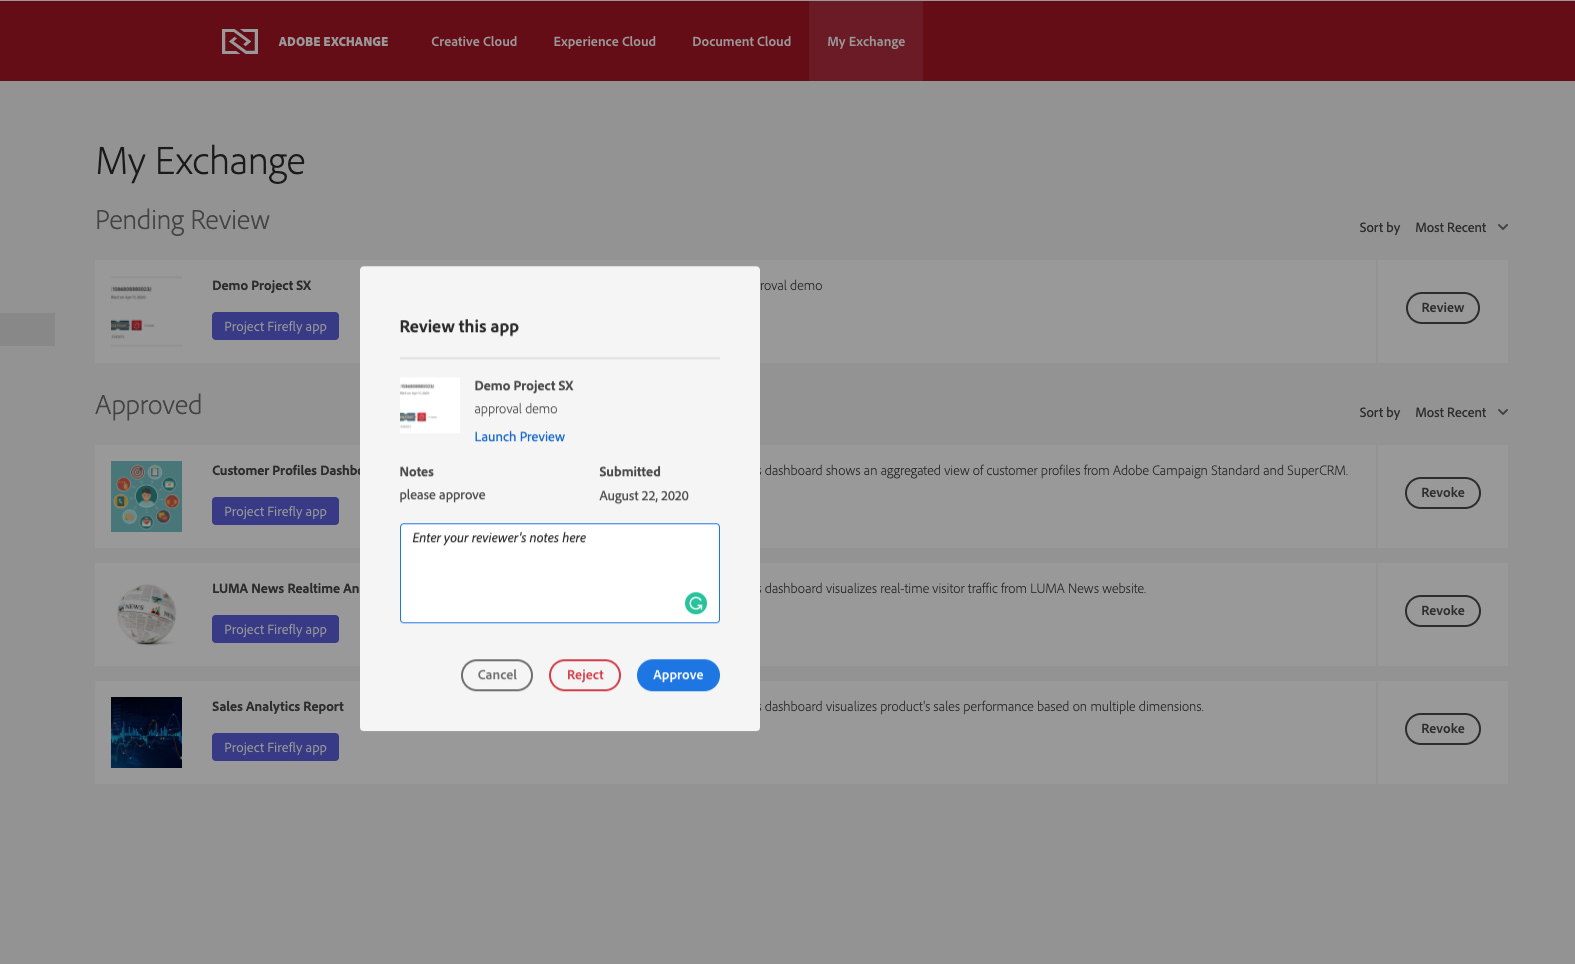 ADOBE EXCHANGE
Creative Cloud
Experience Cloud
Document Cloud
My Exchange
My Exchange
Pending Review
Sort by Most Recent
Demo Project SX
Project Firefly app
roval demo
Review
Review this app
Demo Project SX
approval demo
Launch Preview
Notes
please approve
Submitted
August 22, 2020
Enter your reviewer's notes here
Cancel
Reject
Approve
Approved
Sort by Most Recent
Customer Profiles Dashbo
Project Firefly app
dashboard shows an aggregated view of customer profiles from Adobe Campaign Standard and SuperCRM.
Revoke
NEWS
LUMA News Realtime An
Project Firefly app
dashboard visualizes real-time visitor traffic from LUMA News website.
Revoke
Sales Analytics Report
Project Firefly app
dashboard visualizes product's sales performance based on multiple dimensions.
Revoke